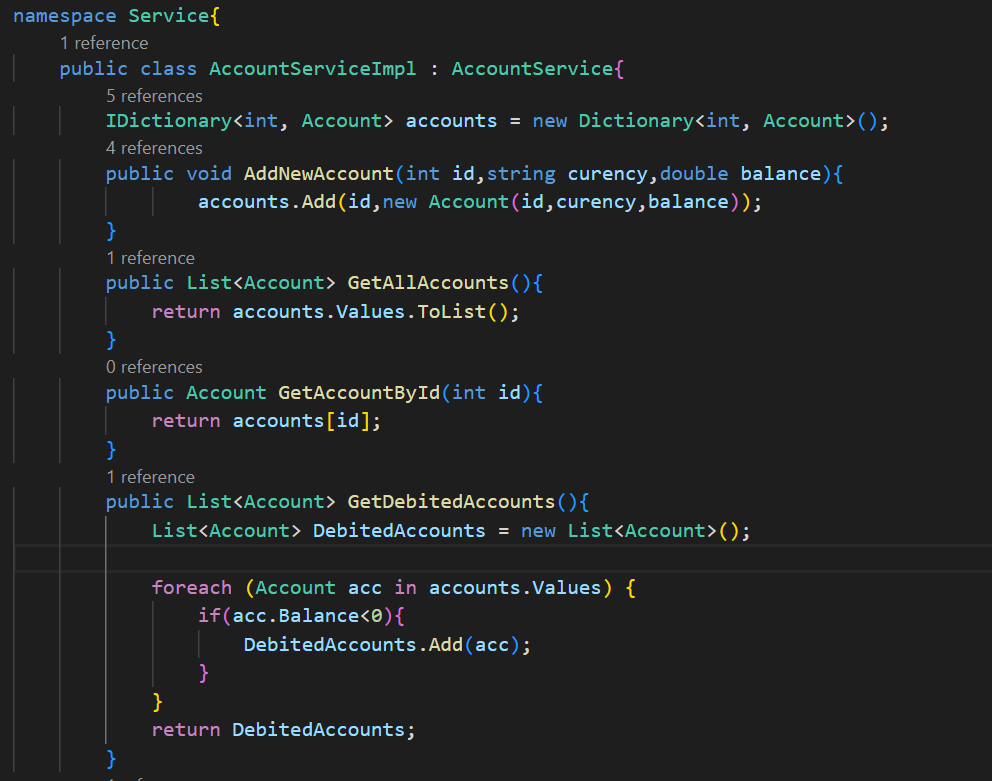 namespace Service{
1 reference
public class AccountServiceImpl : AccountService{
5 references
IDictionary<int, Account> accounts = new Dictionary<int, Account>();
4 references
public void AddNewAccount(int id,string curency,double balance){
accounts.Add(id,new Account(id,curency,balance));
}
1 reference
public List<Account> GetAllAccounts(){
return accounts.Values.ToList();
}
0 references
public Account GetAccountById(int id){
return accounts[id];
}
1 reference
public List<Account> GetDebitedAccounts(){
List<Account> DebitedAccounts = new List<Account>();
foreach (Account acc in accounts.Values) {
if(acc.Balance<0){
DebitedAccounts.Add(acc);
}
}
return DebitedAccounts;
}